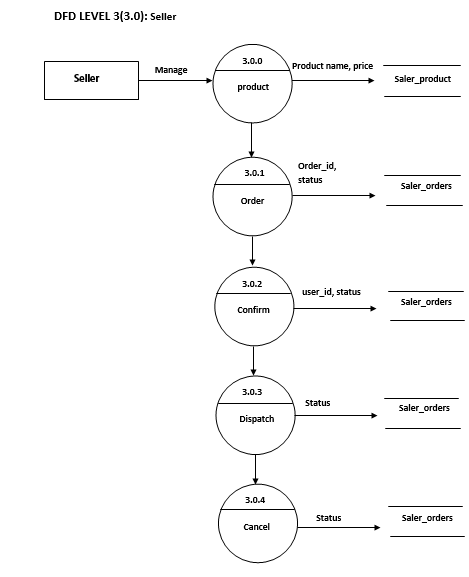 DFD LEVEL 3(3.0): Seller
Seller
Manage
3.0.0
product
Product name, price
Saler_product
3.0.1
Order
Order_id,
status
Saler_orders
3.0.2
Confirm
user_id, status
Saler_orders
3.0.3
Dispatch
Status
Saler_orders
3.0.4
Cancel
Status
Saler_orders